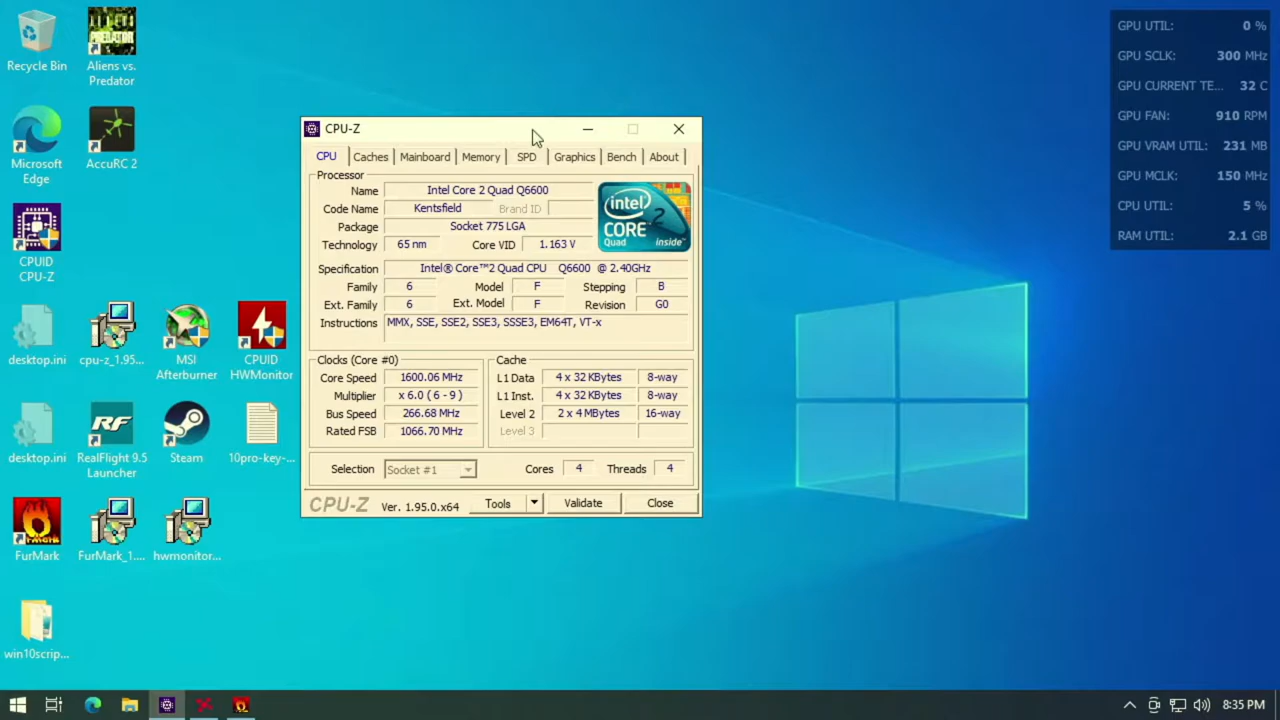 Recycle Bin
Aliens vs.
Predator
Microsoft
Edge
AccuRC 2
CPUID
CPU-Z
desktop.ini
cpu-z_1.95...
MSI
Afterburner
CPUID
HWMonitor
desktop.ini
RealFlight 9.5
Launcher
Steam
10pro-key-...
FurMark
FurMark_1....
hwmonitor...
win10scrip...
CPU-Z
CPU Caches Mainboard Memory SPD Graphics Bench About
Processor
Name Intel Core 2 Quad Q6600
Code Name Kentsfield Brand ID
Package Socket 775 LGA
Technology 65 nm Core VID 1.163 V
intel
CORE 2
Quad inside™
Specification Intel® Core™2 Quad CPU Q6600 @ 2.40GHz
Family 6 Model F Stepping B
Ext. Family 6 Ext. Model F Revision G0
Instructions MMX, SSE, SSE2, SSE3, SSSE3, EM64T, VT-x
Clocks (Core #0)
Core Speed 1600.06 MHz
Multiplier x 6.0 ( 6 - 9 )
Bus Speed 266.68 MHz
Rated FSB 1066.70 MHz
Cache
L1 Data 4 x 32 KBytes 8-way
L1 Inst. 4 x 32 KBytes 8-way
Level 2 2 x 4 MBytes 16-way
Level 3
Selection Socket #1 Cores 4 Threads 4
CPU-Z Ver. 1.95.0.x64 Tools Validate Close
GPU UTIL: 0 %
GPU SCLK: 300 MHz
GPU CURRENT TE... 32 C
GPU FAN: 910 RPM
GPU VRAM UTIL: 231 MB
GPU MCLK: 150 MHz
CPU UTIL: 5 %
RAM UTIL: 2.1 GB
8:35 PM